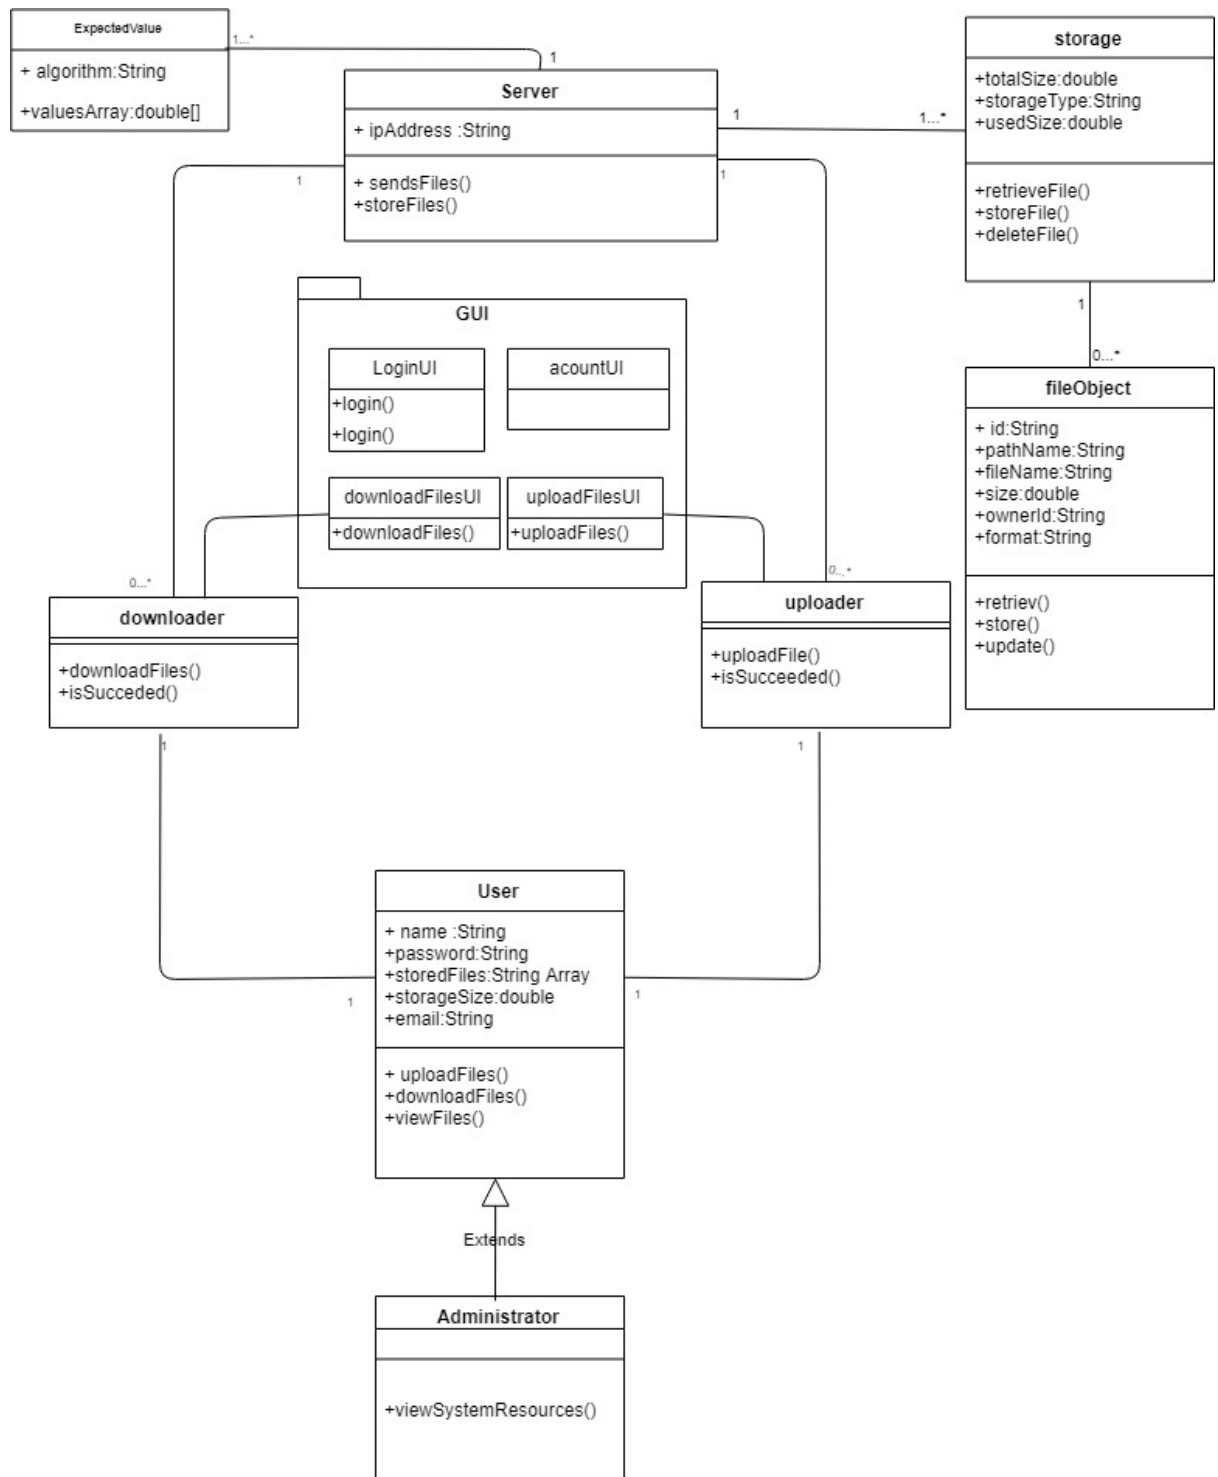 ExpectedValue
+ algorithm:String
+valuesArray:double[]
1...*
1
Server
+ ipAddress :String
+ sendsFiles()
+storeFiles()
1
1...*
1
1
storage
+totalSize:double
+storageType:String
+usedSize:double
+retrieveFile()
+storeFile()
+deleteFile()
1
0...*
fileObject
+ id:String
+pathName:String
+fileName:String
+size:double
+ownerId:String
+format:String
+retriev()
+store()
+update()
GUI
LoginUI
+login()
+login()
acountUI
downloadFilesUI
+downloadFiles()
uploadFilesUI
+uploadFiles()
0...*
downloader
+downloadFiles()
+isSucceded()
1
0...*
uploader
+uploadFile()
+isSucceeded()
1
User
+ name :String
+password:String
+storedFiles:String Array
+storageSize:double
+email:String
+ uploadFiles()
+downloadFiles()
+viewFiles()
1
1
Extends
Administrator
+viewSystemResources()